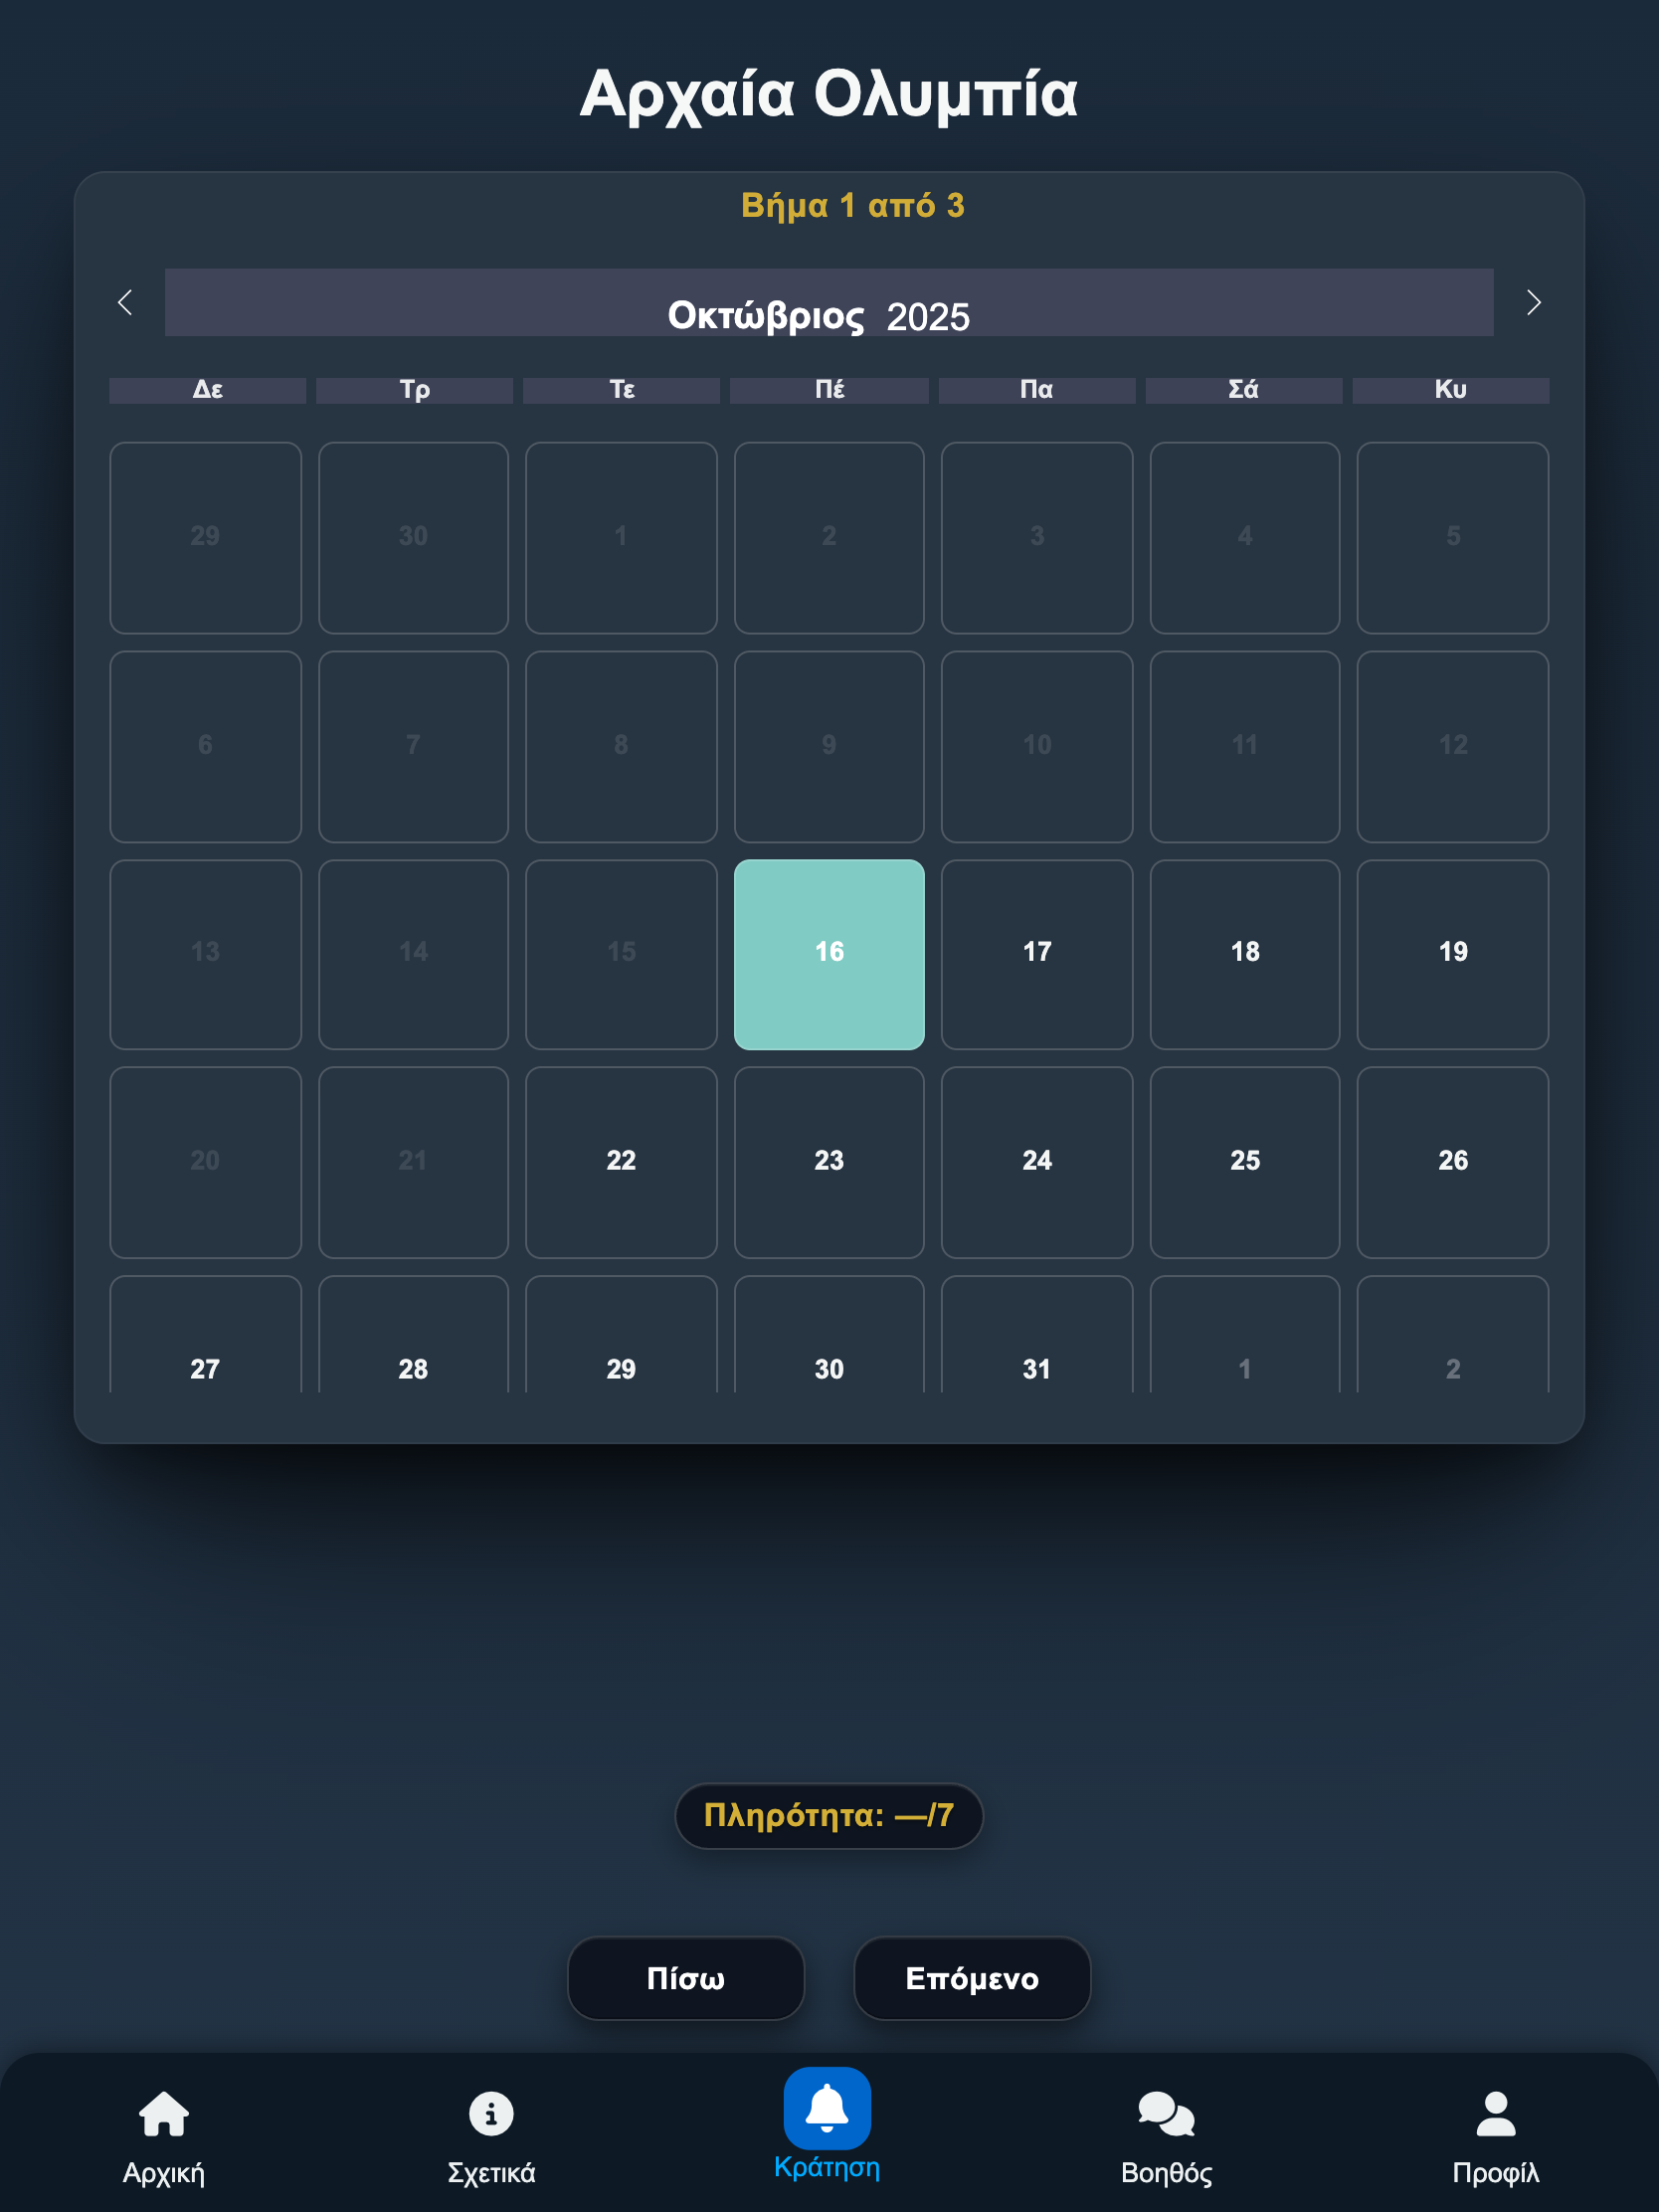 Αρχαία Ολυμπία
Βήμα 1 από 3
Οκτώβριος 2025
Δε Τρ Τε Πέ Πα Σά Κυ
29 30 1 2 3 4 5
6 7 8 9 10 11 12
13 14 15 16 17 18 19
20 21 22 23 24 25 26
27 28 29 30 31 1 2
Πληρότητα: —/7
Πίσω Επόμενο
Αρχική Σχετικά Κράτηση Βοηθός Προφίλ